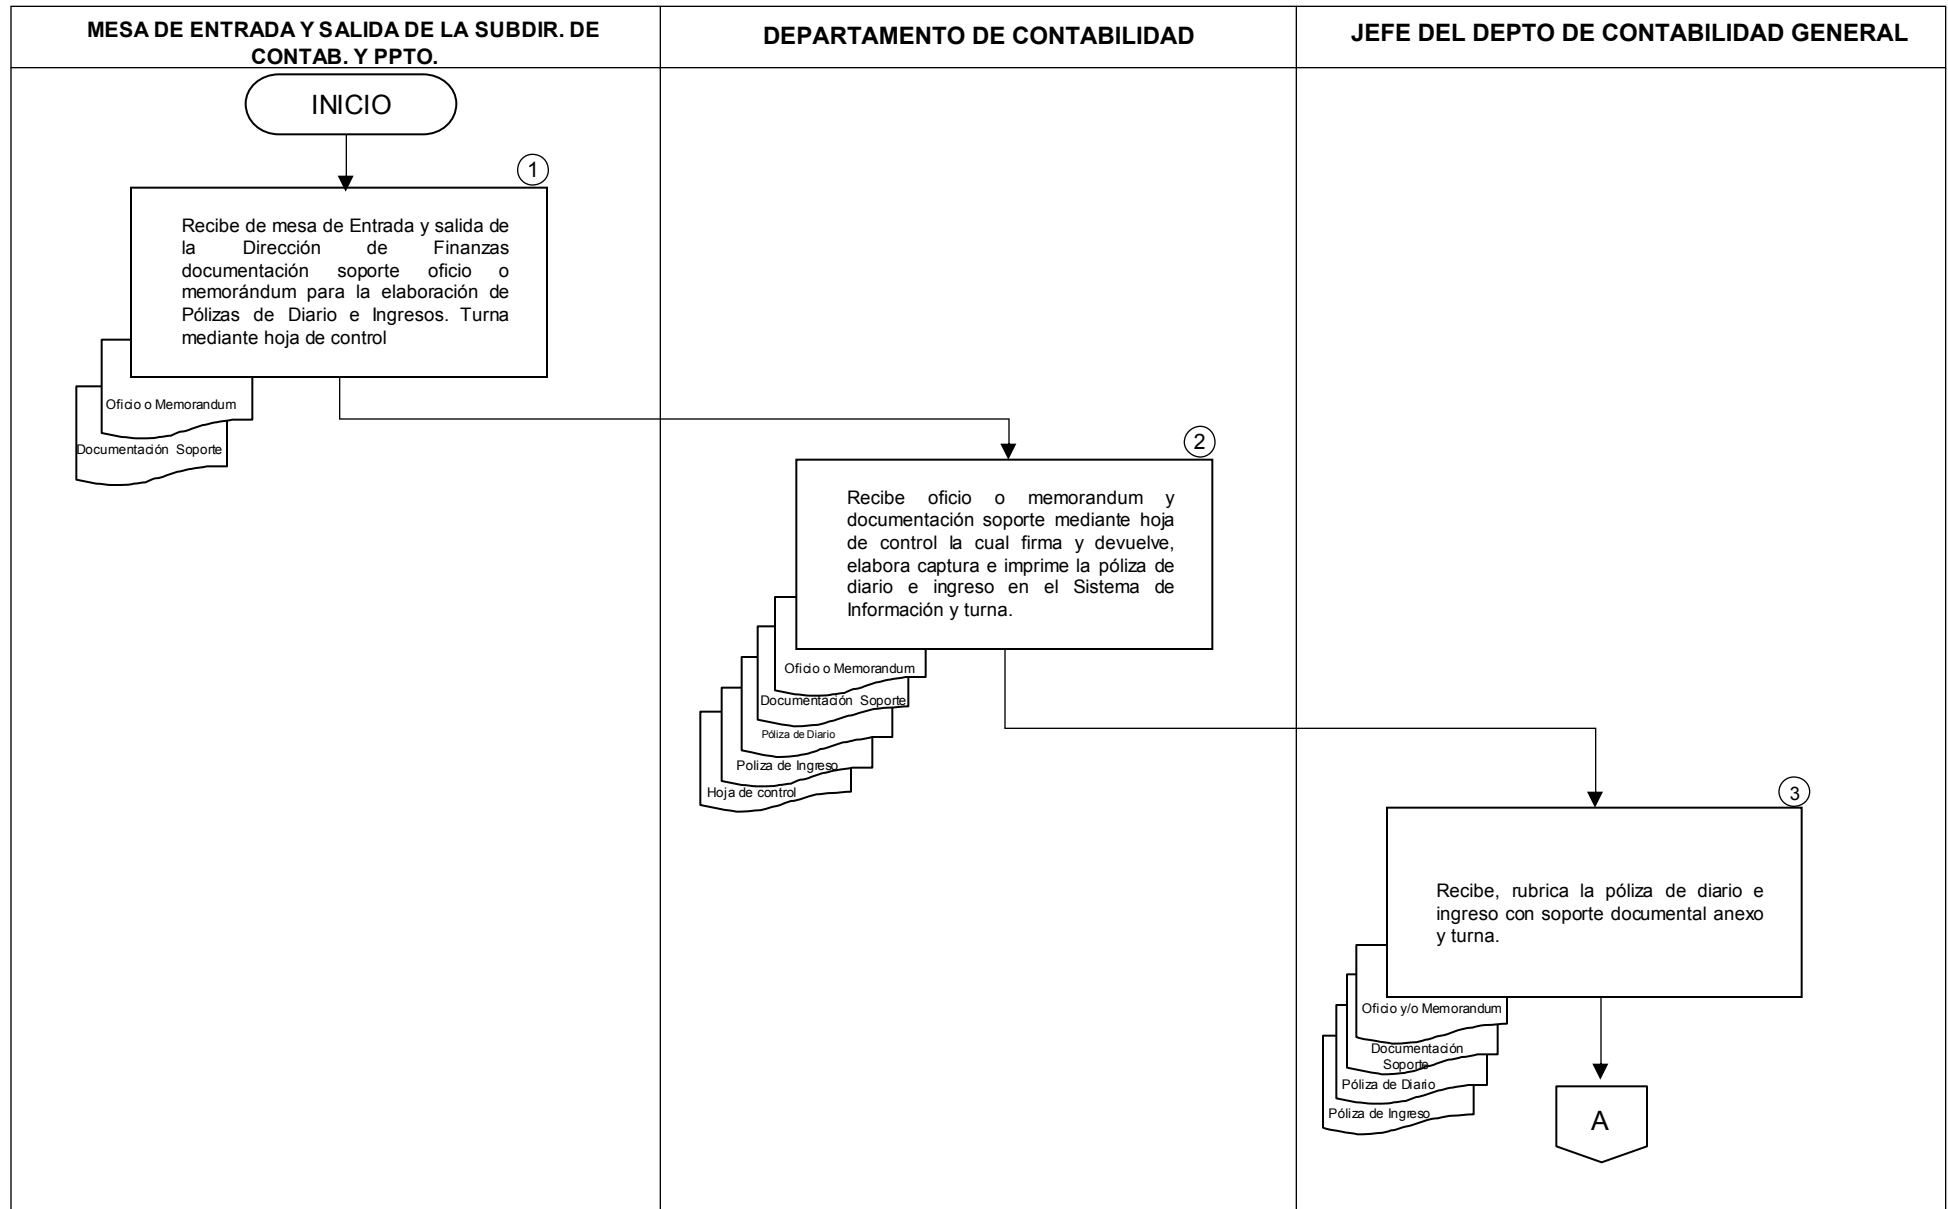 MESA DE ENTRADA Y SALIDA DE LA SUBDIR. DE
CONTAB. Y PPTO.
DEPARTAMENTO DE CONTABILIDAD
JEFE DEL DEPTO DE CONTABILIDAD GENERAL
INICIO
1
Recibe de mesa de Entrada y salida de
la Dirección de Finanzas
documentación soporte oficio o
memorándum para la elaboración de
Pólizas de Diario e Ingresos. Turna
mediante hoja de control
Oficio o Memorandum
Documentación Soporte
2
Recibe oficio o memorandum y
documentación soporte mediante hoja
de control la cual firma y devuelve,
elabora captura e imprime la póliza de
diario e ingreso en el Sistema de
Información y turna.
Oficio o Memorandum
Documentación Soporte
Póliza de Diario
Poliza de Ingreso
Hoja de control
3
Recibe, rubrica la póliza de diario e
ingreso con soporte documental anexo
y turna.
Oficio y/o Memorandum
Documentación
Soporte
Póliza de Diario
Póliza de Ingreso
A